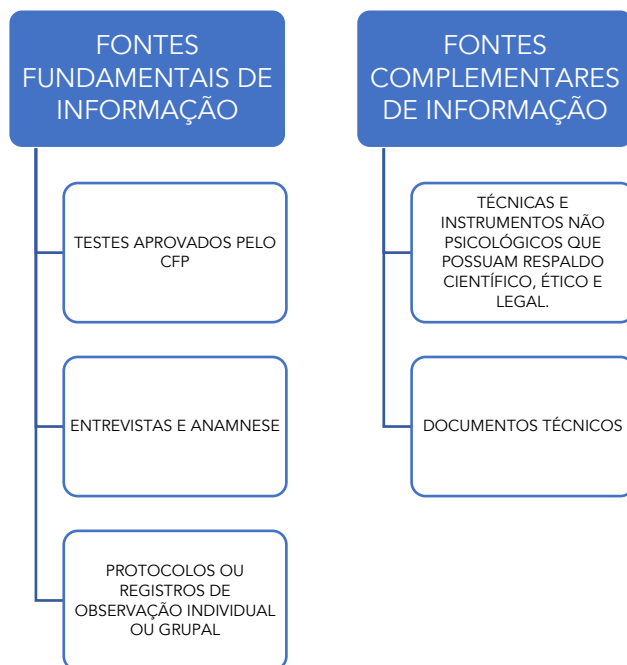 FONTES
FUNDAMENTAIS DE
INFORMAÇÃO
TESTES APROVADOS PELO
CFP
ENTREVISTAS E ANAMNESE
PROTOCOLOS OU
REGISTROS DE
OBSERVAÇÃO INDIVIDUAL
OU GRUPAL
FONTES
COMPLEMENTARES
DE INFORMAÇÃO
TÉCNICAS E
INSTRUMENTOS NÃO
PSICOLÓGICOS QUE
POSSUAM RESPALDO
CIENTÍFICO, ÉTICO E
LEGAL.
DOCUMENTOS TÉCNICOS